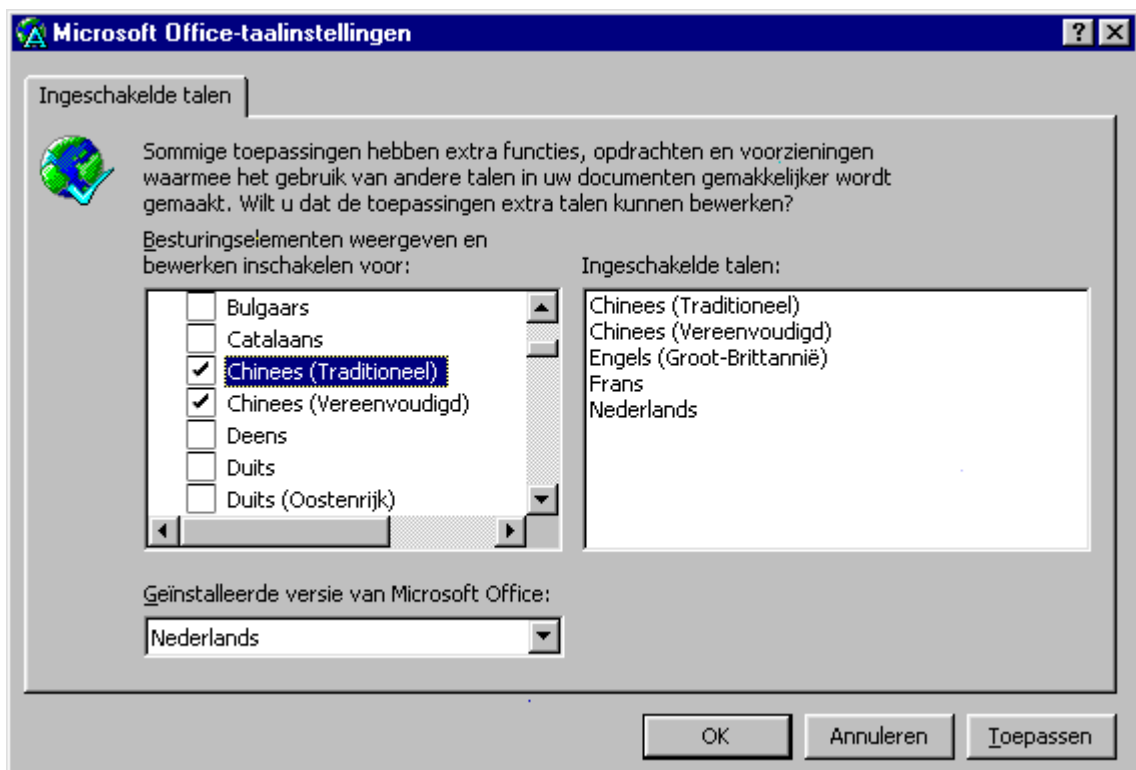 Microsoft Office-taalinstellingen
Ingeschakelde talen
Sommige toepassingen hebben extra functies, opdrachten en voorzieningen
waarmee het gebruik van andere talen in uw documenten gemakkelijker wordt
gemaakt. Wilt u dat de toepassingen extra talen kunnen bewerken?
Besturingselementen weergeven en
bewerken inschakelen voor:
Bulgaars
Catalaans
Chinees (Traditioneel)
Chinees (Vereenvoudigd)
Deens
Duits
Duits (Oostenrijk)
Ingeschakelde talen:
Chinees (Traditioneel)
Chinees (Vereenvoudigd)
Engels (Groot-Brittannië)
Frans
Nederlands
Geïnstalleerde versie van Microsoft Office:
Nederlands
OK
Annuleren
Toepassen